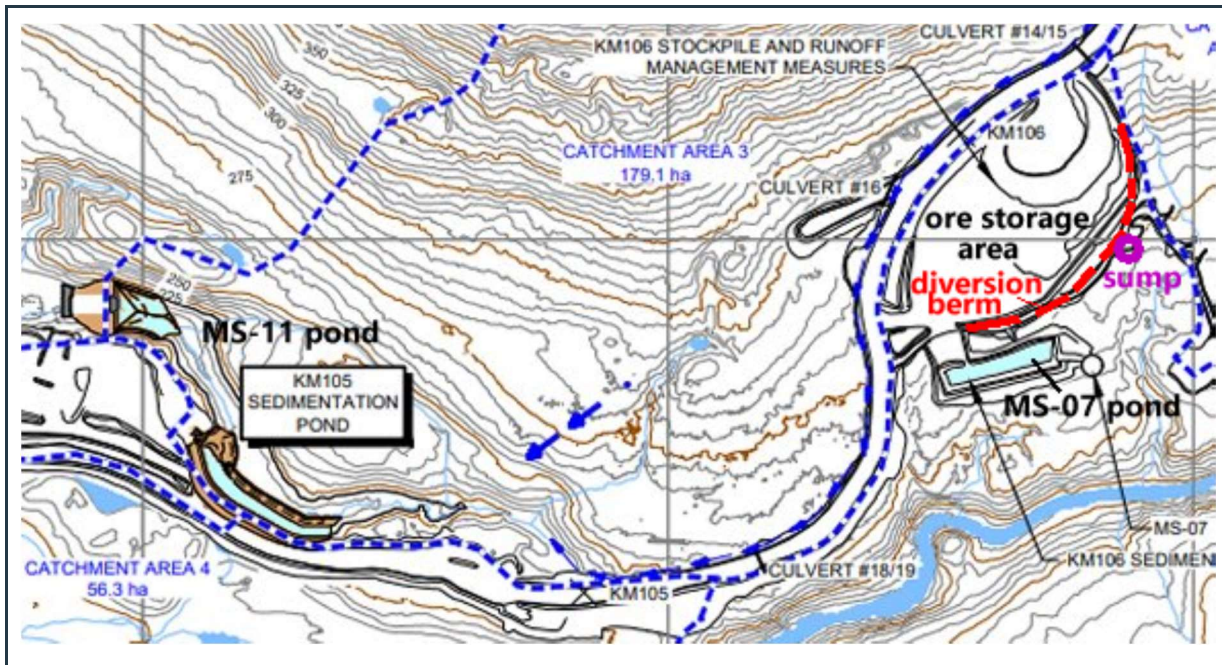 350
325
300
275
250
225
CULVERT #14/15
CA
KM106 STOCKPILE AND RUNOFF
MANAGEMENT MEASURES
KM106
CATCHMENT AREA 3
179.1 ha
CULVERT #16
ore storage
area
diversion
berm
sump
MS-11 pond
KM105
SEDIMENTATION
POND
MS-07 pond
MS-07
KM106 SEDIMEN
CULVERT #18/19
KM105
CATCHMENT AREA 4
56.3 ha